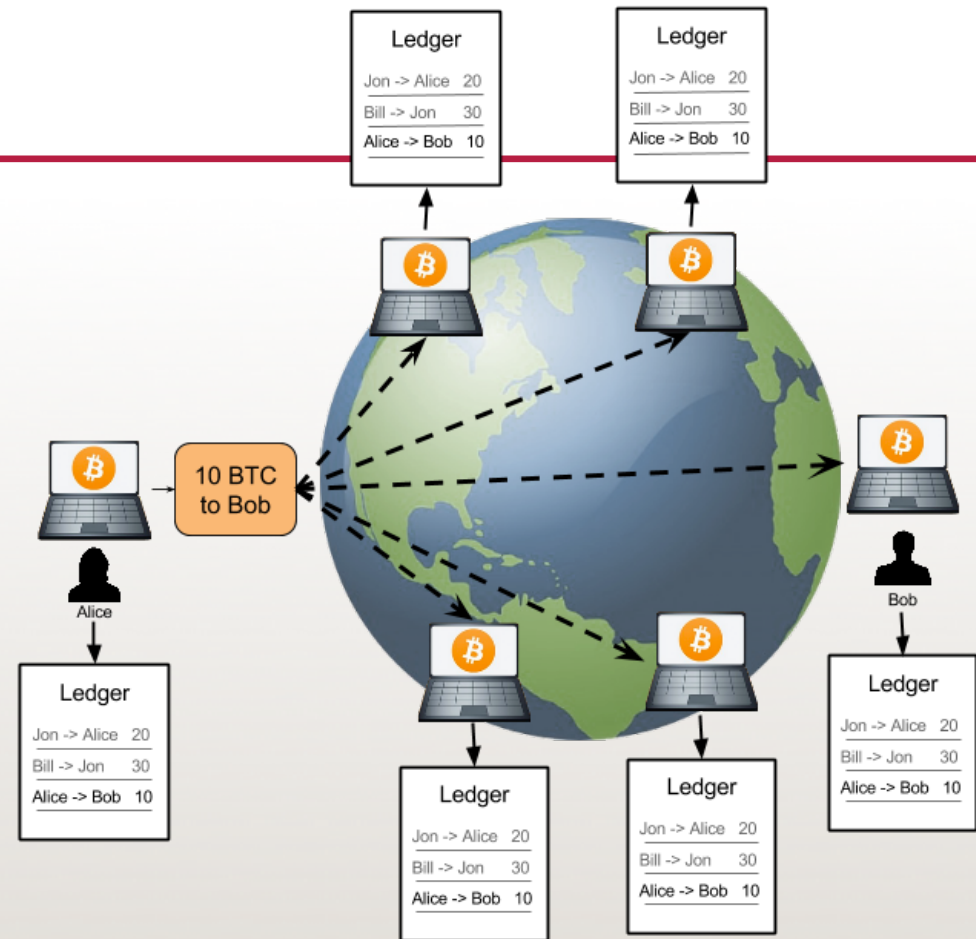 Ledger
Jon -> Alice 20
Bill -> Jon 30
Alice -> Bob 10
Ledger
Jon -> Alice 20
Bill -> Jon 30
Alice -> Bob 10
10 BTC
to Bob
Alice
Bob
Ledger
Jon -> Alice 20
Bill -> Jon 30
Alice -> Bob 10
Ledger
Jon -> Alice 20
Bill -> Jon 30
Alice -> Bob 10
Ledger
Jon -> Alice 20
Bill -> Jon 30
Alice -> Bob 10
Ledger
Jon -> Alice 20
Bill -> Jon 30
Alice -> Bob 10